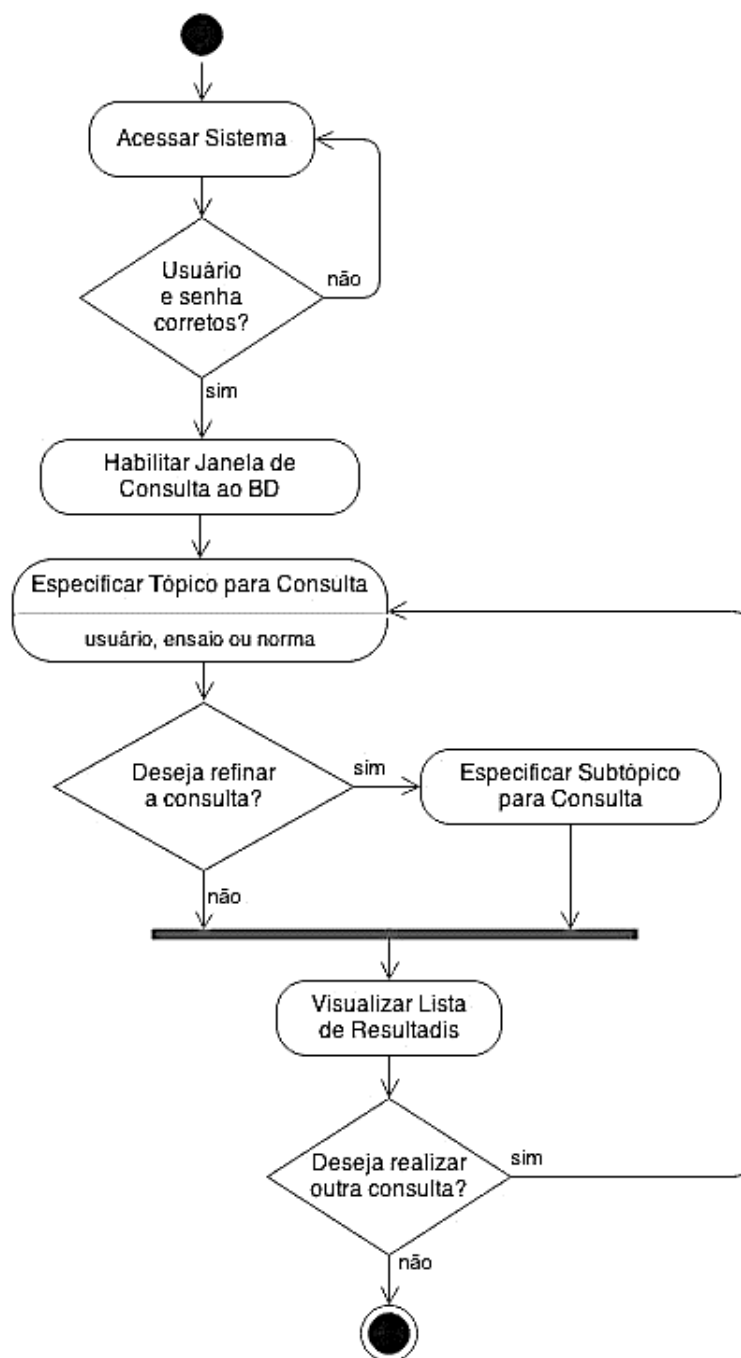 Acessar Sistema
Usuário
e senha
corretos?
não
sim
Habilitar Janela de
Consulta ao BD
Especificar Tópico para Consulta
usuário, ensaio ou norma
Deseja refinar
a consulta?
sim
Especificar Subtópico
para Consulta
não
Visualizar Lista
de Resultadis
Deseja realizar
outra consulta?
sim
não